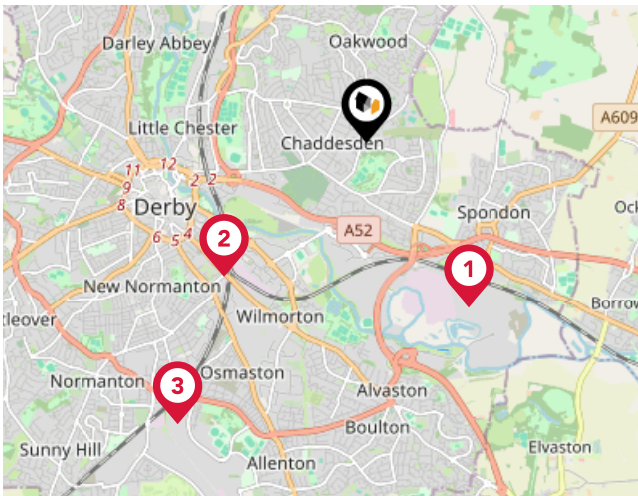 Darley Abbey
Oakwood
A609
Little Chester
Chaddesden
11
12
9
2
2
8
Derby
Spondon
Ock
6
5
4
2
A52
1
New Normanton
tleover
Wilmorton
Borrow
Normanton
3
Osmaston
Alvaston
Boulton
Sunny Hill
Allenton
Elvaston